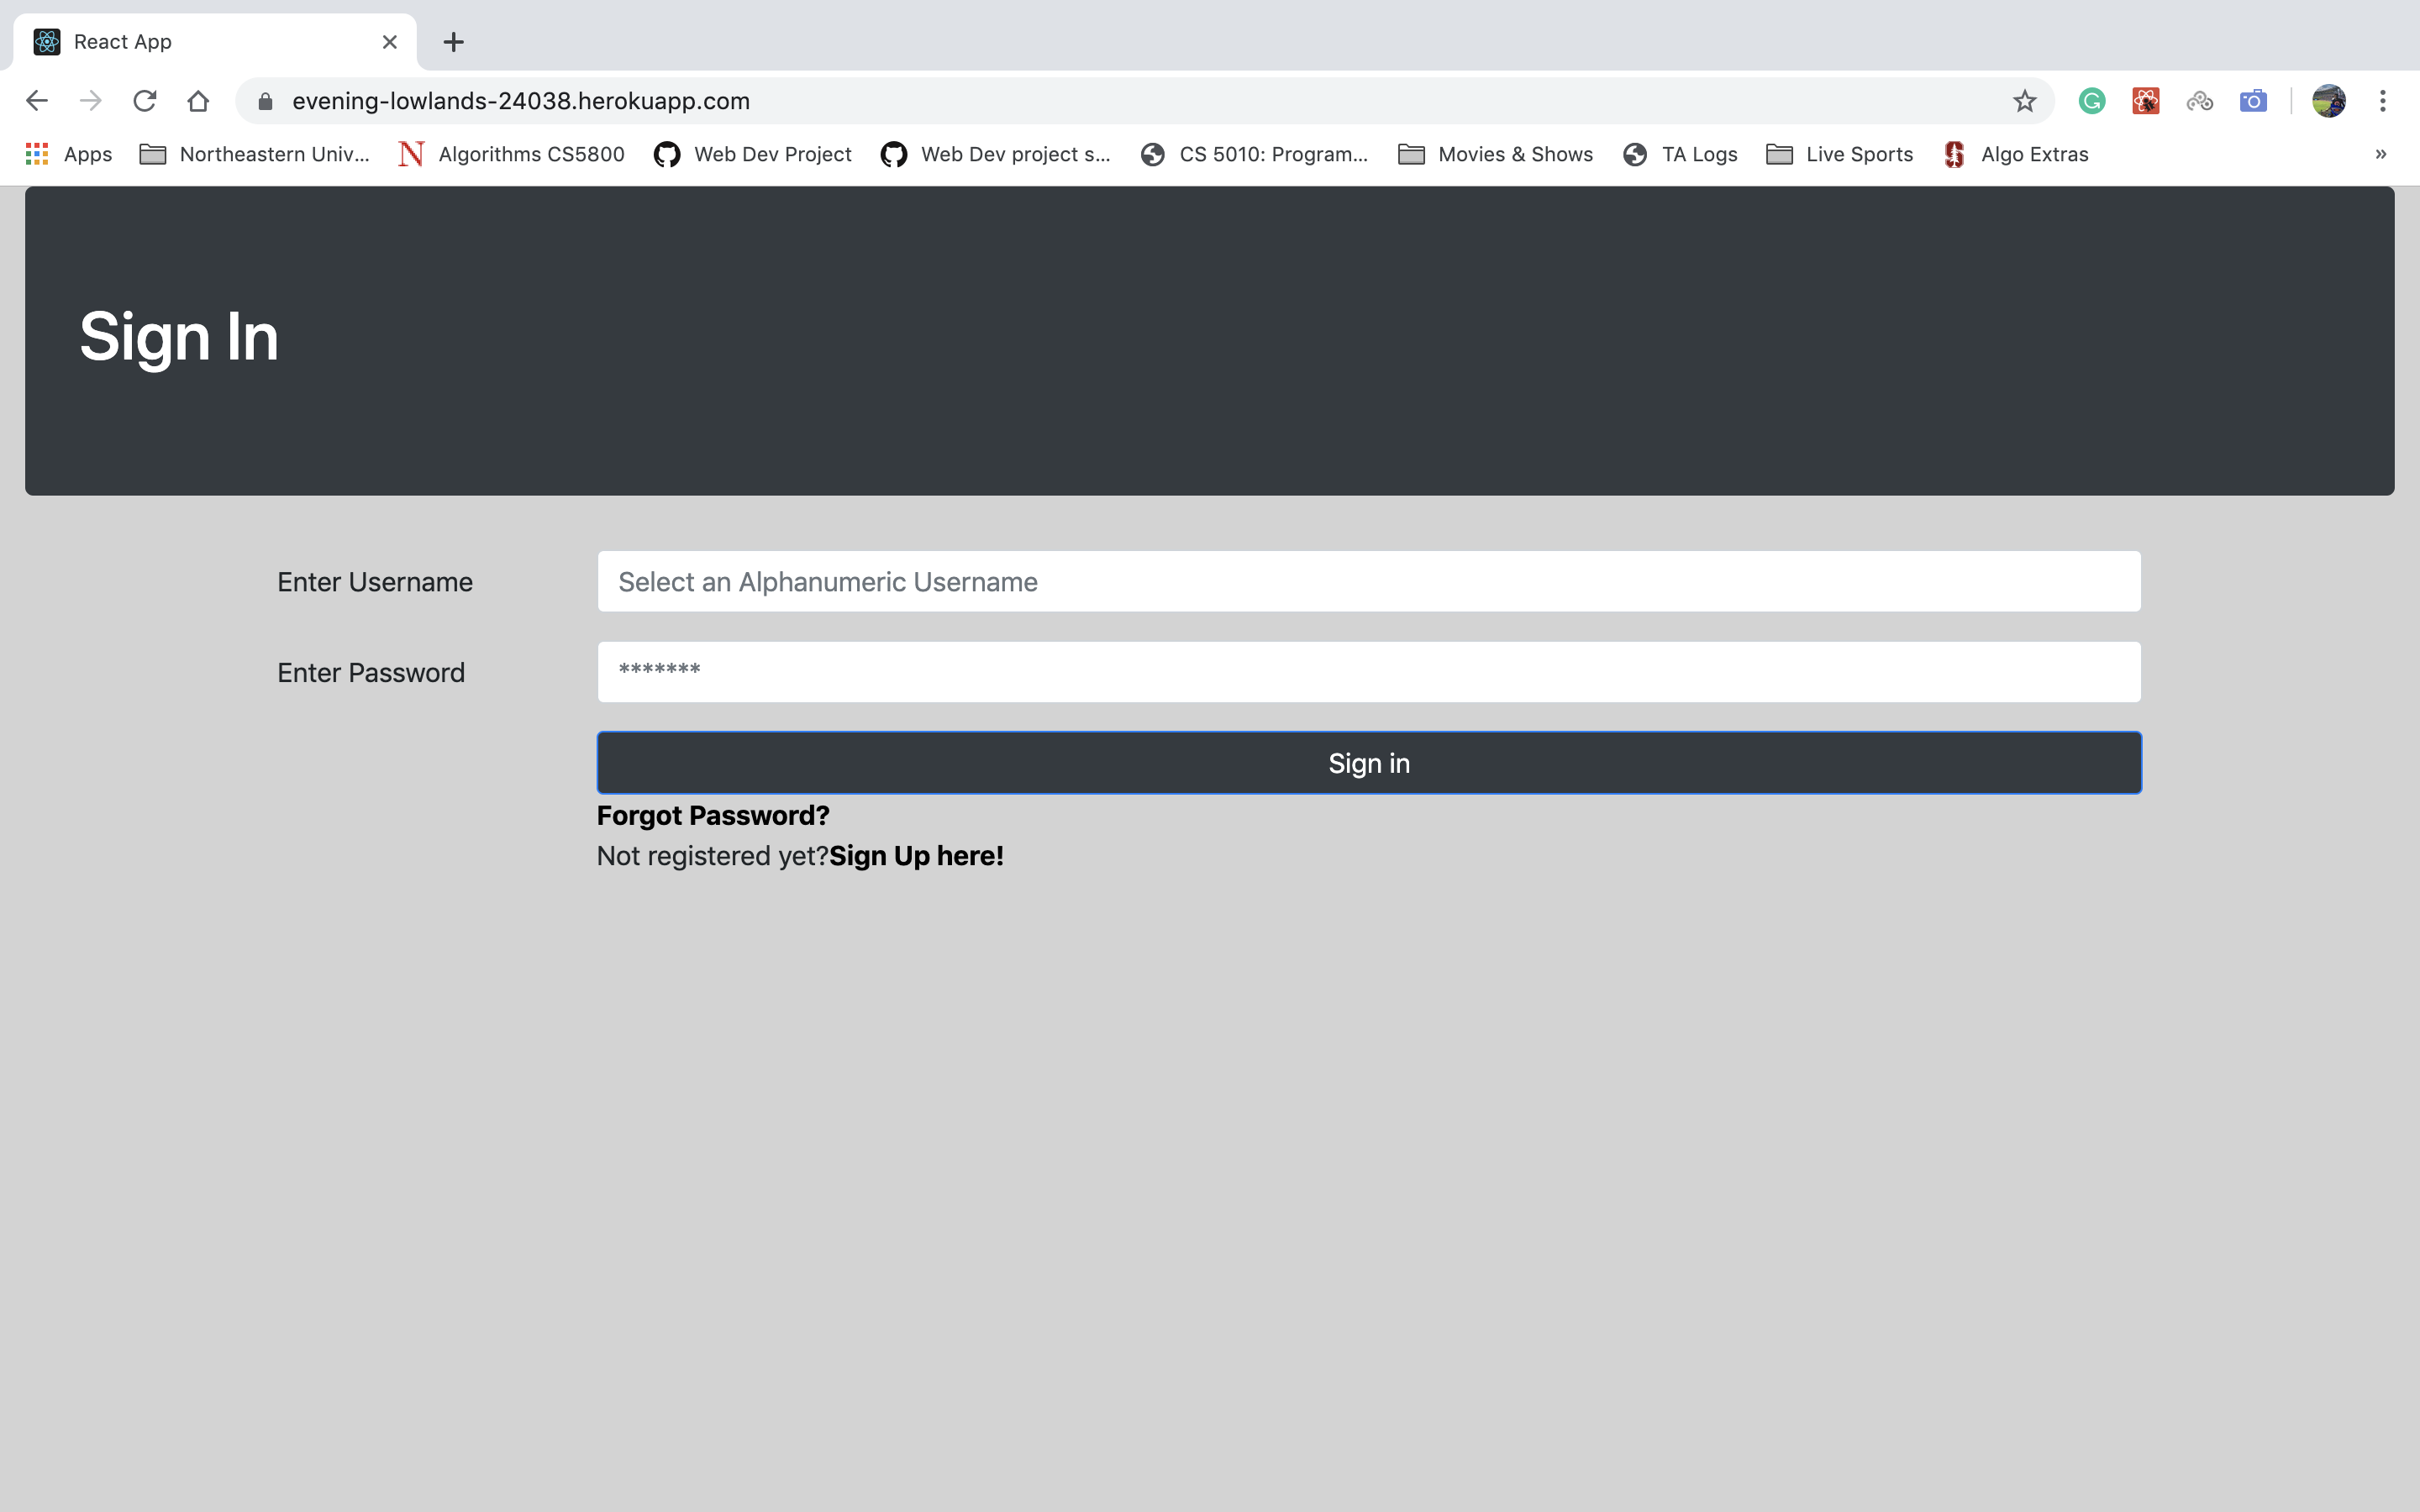 React App
evening-lowlands-24038.herokuapp.com
Apps Northeastern Univ... Algorithms CS5800 Web Dev Project Web Dev project s... CS 5010: Program... Movies & Shows TA Logs Live Sports Algo Extras »
Sign In
Enter Username Select an Alphanumeric Username
Enter Password *******
Sign in
Forgot Password?
Not registered yet?Sign Up here!